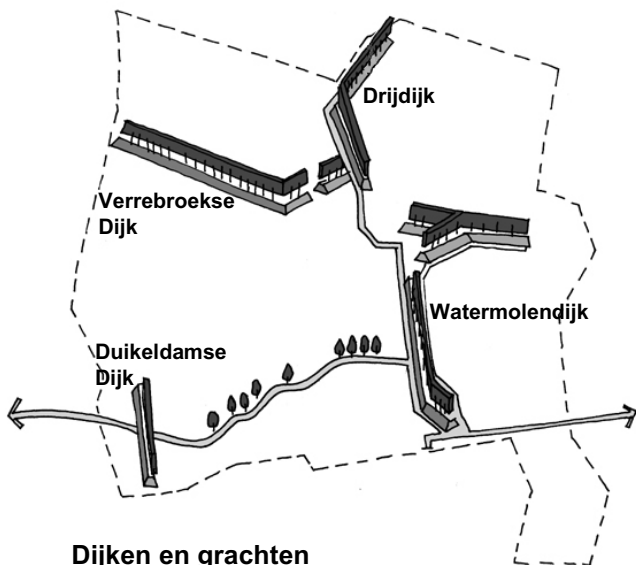 Drijdijk
Verrebroekse
Dijk
Watermolendijk
Duikeldamse
Dijk
Dijken en grachten